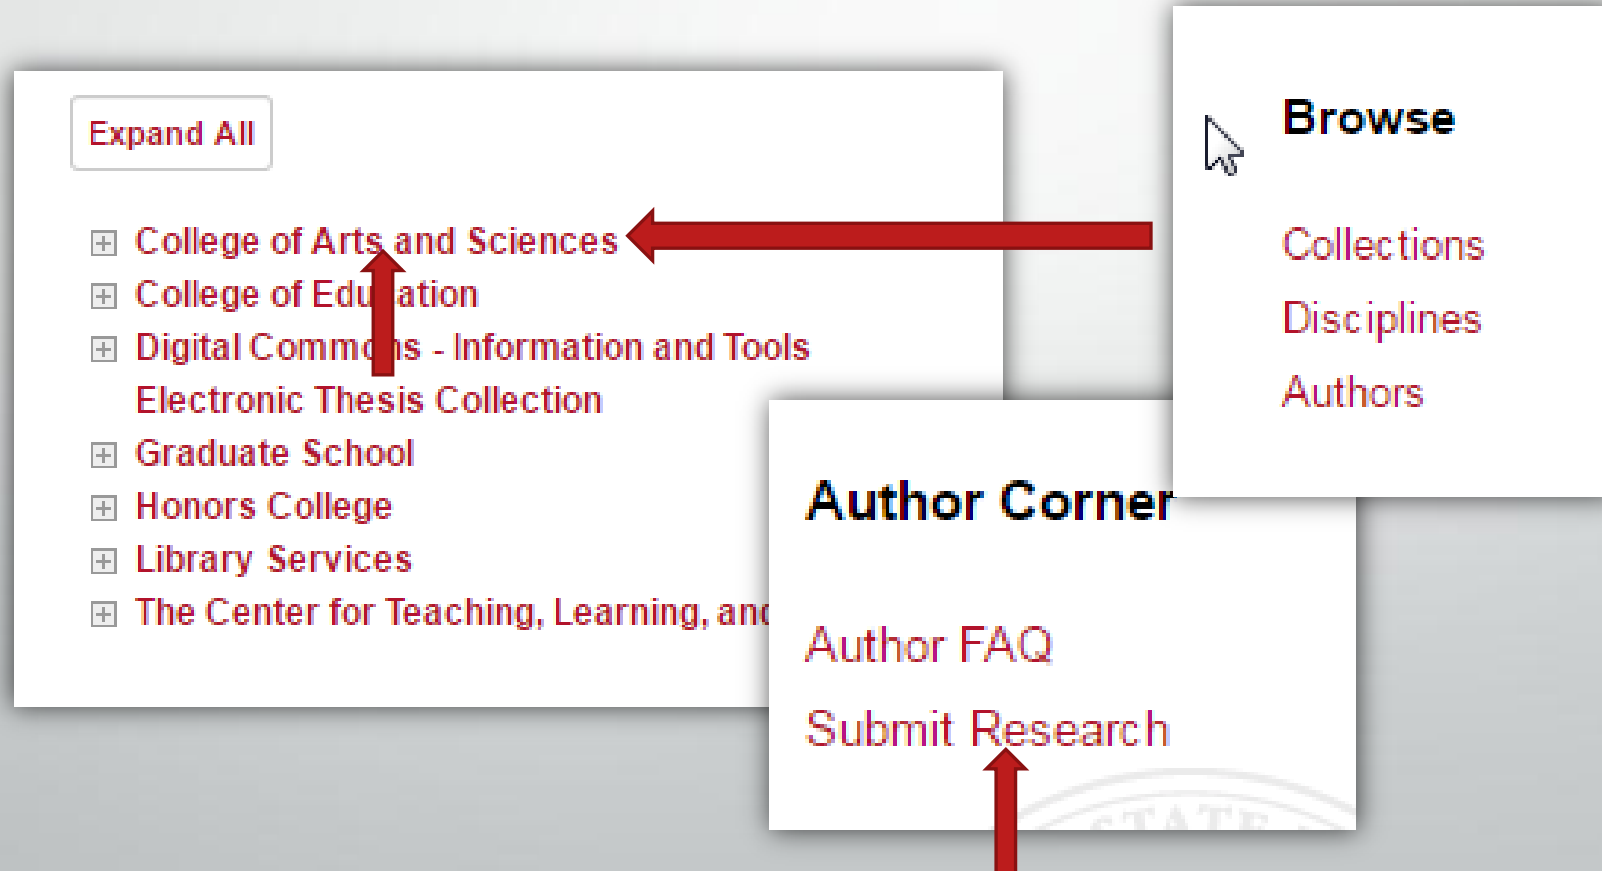 Expand All
College of Arts and Sciences
College of Education
Digital Commons - Information and Tools
Electronic Thesis Collection
Graduate School
Honors College
Library Services
The Center for Teaching, Learning, and
Browse
Collections
Disciplines
Authors
Author Corner
Author FAQ
Submit Research
STATE